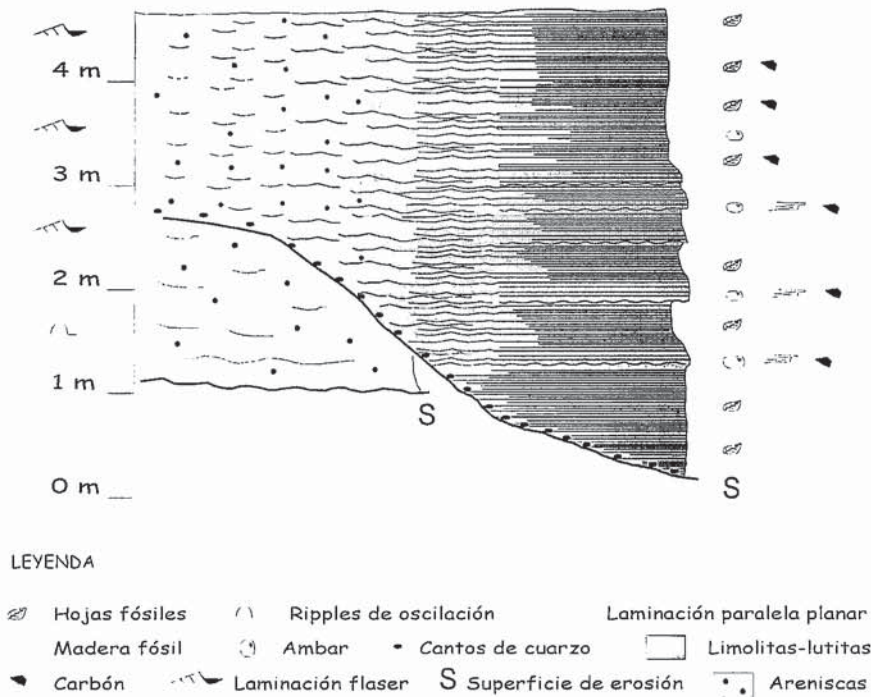 4 m
3 m
2 m
1 m
S
0 m
S
LEYENDA
Hojas fósiles Ripples de oscilación Laminación paralela planar
Madera fósil Ambar Cantos de cuarzo Limolitas-lutitas
Carbón Laminación flaser S Superficie de erosión Areniscas